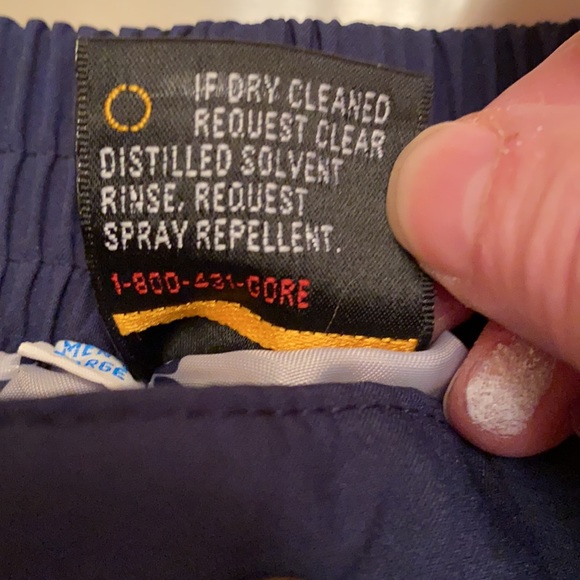 IF DRY CLEANED
REQUEST CLEAR
DISTILLED SOLVENT
RINSE, REQUEST
SPRAY REPELLENT.
1-800-431-GORE